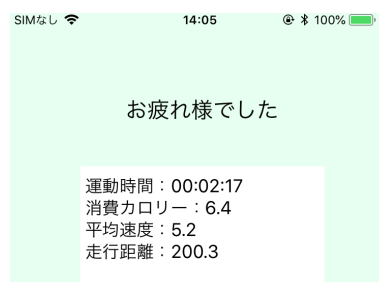 SIMなし 14:05 100%
お疲れ様でした
運動時間：00:02:17
消費カロリー：6.4
平均速度：5.2
走行距離：200.3